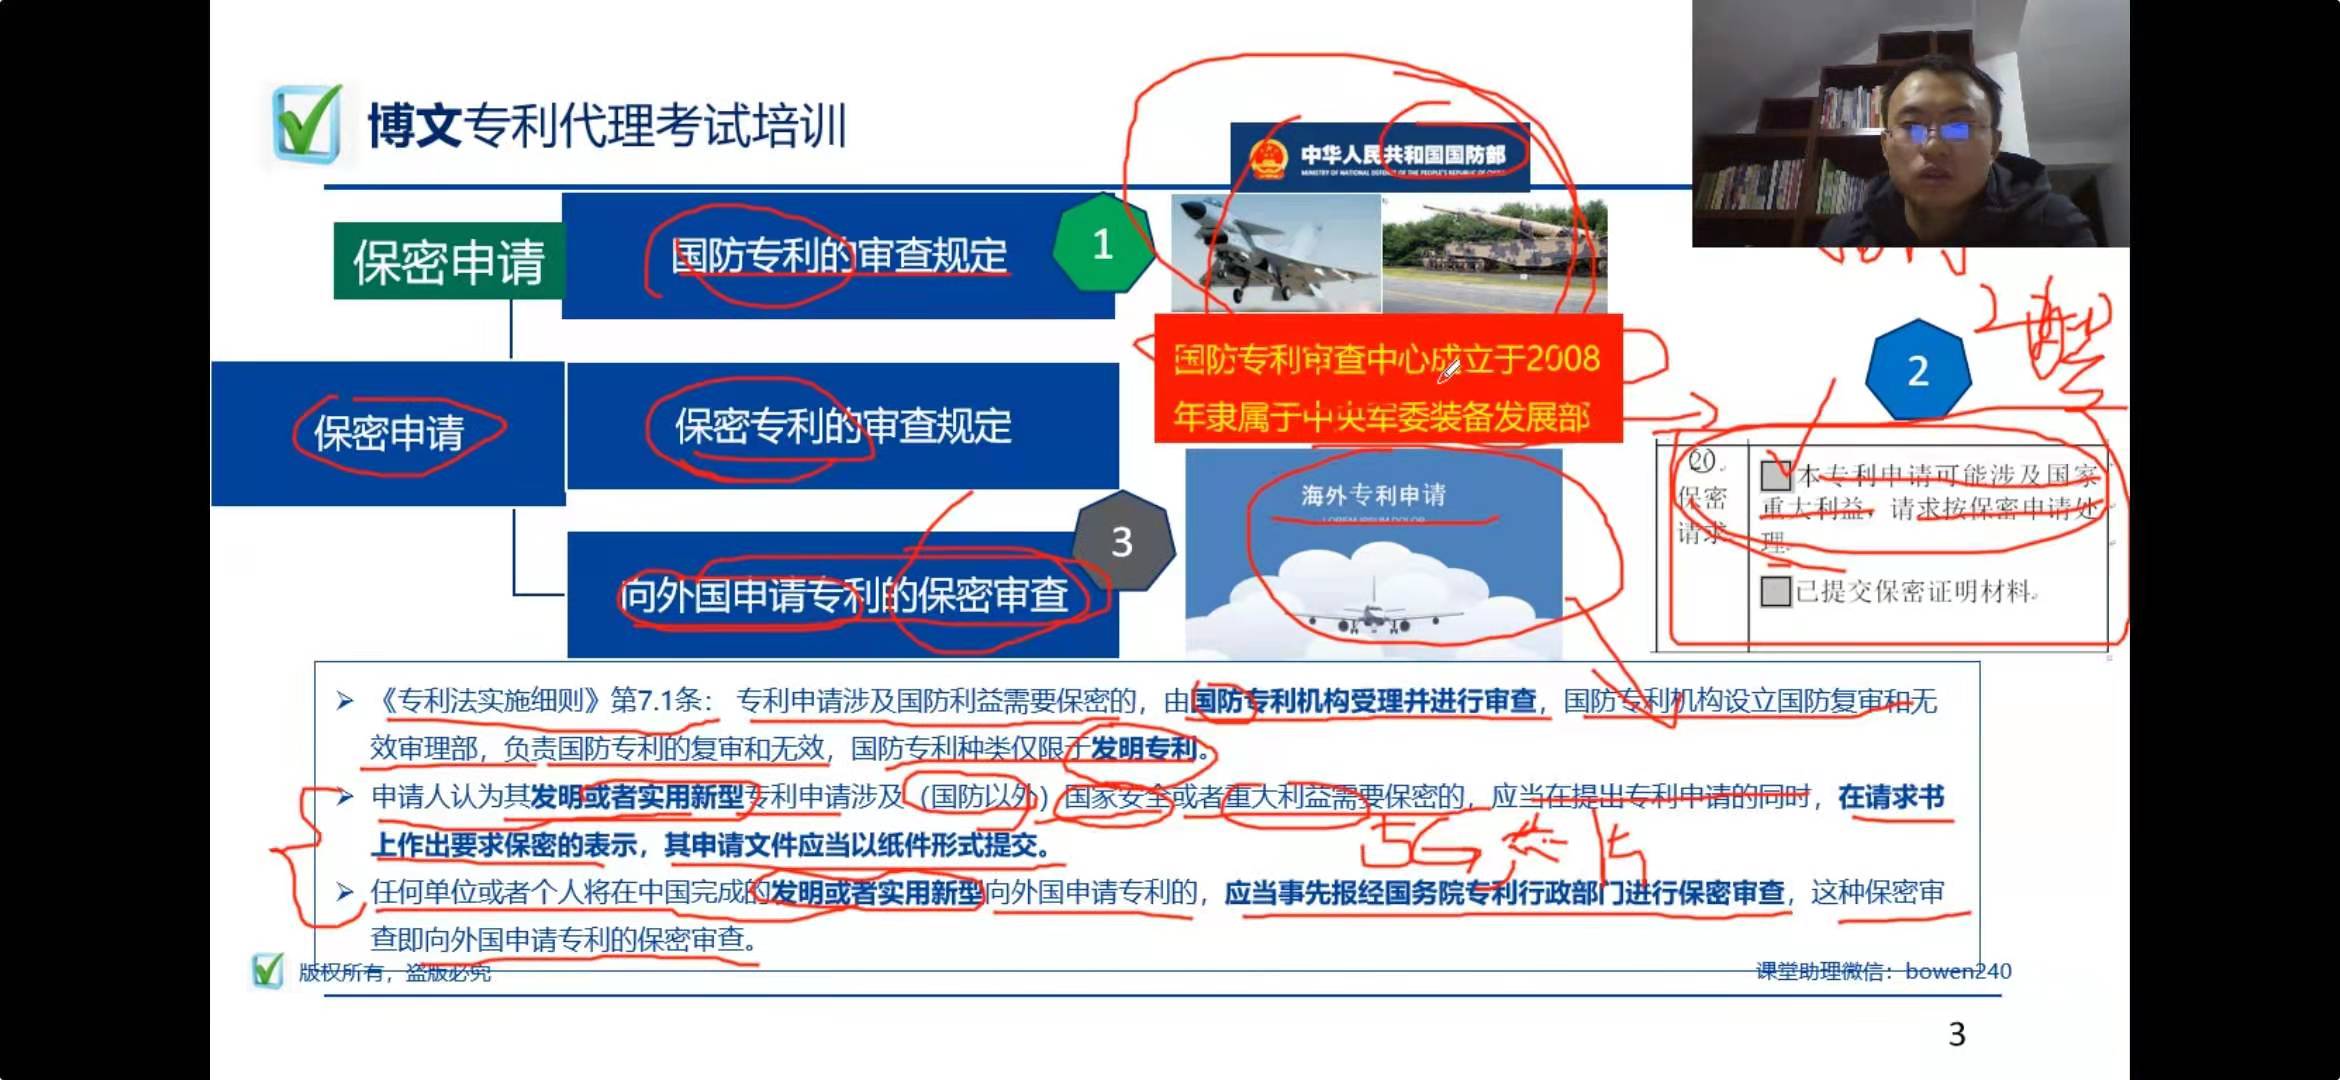 博文专利代理考试培训
中华人民共和国国防部
MINISTRY OF NATIONAL DEFENSE OF THE PEOPLE'S REPUBLIC OF CHINA
保密申请
国防专利的审查规定
1
国防专利审查中心成立于2008
年隶属于中央军委装备发展部
2
保密申请
保密专利的审查规定
海外专利申请
LOREM IPSUM DOLOR
向外国申请专利的保密审查
3
⑳
保密
请求
本专利申请可能涉及国家
重大利益，请求按保密申请处
理。
已提交保密证明材料。
《专利法实施细则》第7.1条： 专利申请涉及国防利益需要保密的，由国防专利机构受理并进行审查，国防专利机构设立国防复审和无
效审理部，负责国防专利的复审和无效，国防专利种类仅限于发明专利。
申请人认为其发明或者实用新型专利申请涉及（国防以外）国家安全或者重大利益需要保密的，应当在提出专利申请的同时，在请求书
上作出要求保密的表示，其申请文件应当以纸件形式提交。
5G
任何单位或者个人将在中国完成的发明或者实用新型向外国申请专利的，应当事先报经国务院专利行政部门进行保密审查，这种保密审
查即向外国申请专利的保密审查。
版权所有，盗版必究
课堂助理微信：bowen240
3